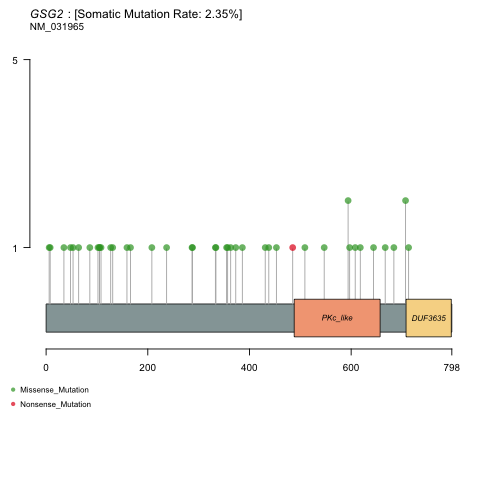 GSG2 : [Somatic Mutation Rate: 2.35%]
NM_031965
5
1
PKc_like
DUF3635
0 200 400 600 798
Missense_Mutation
Nonsense_Mutation